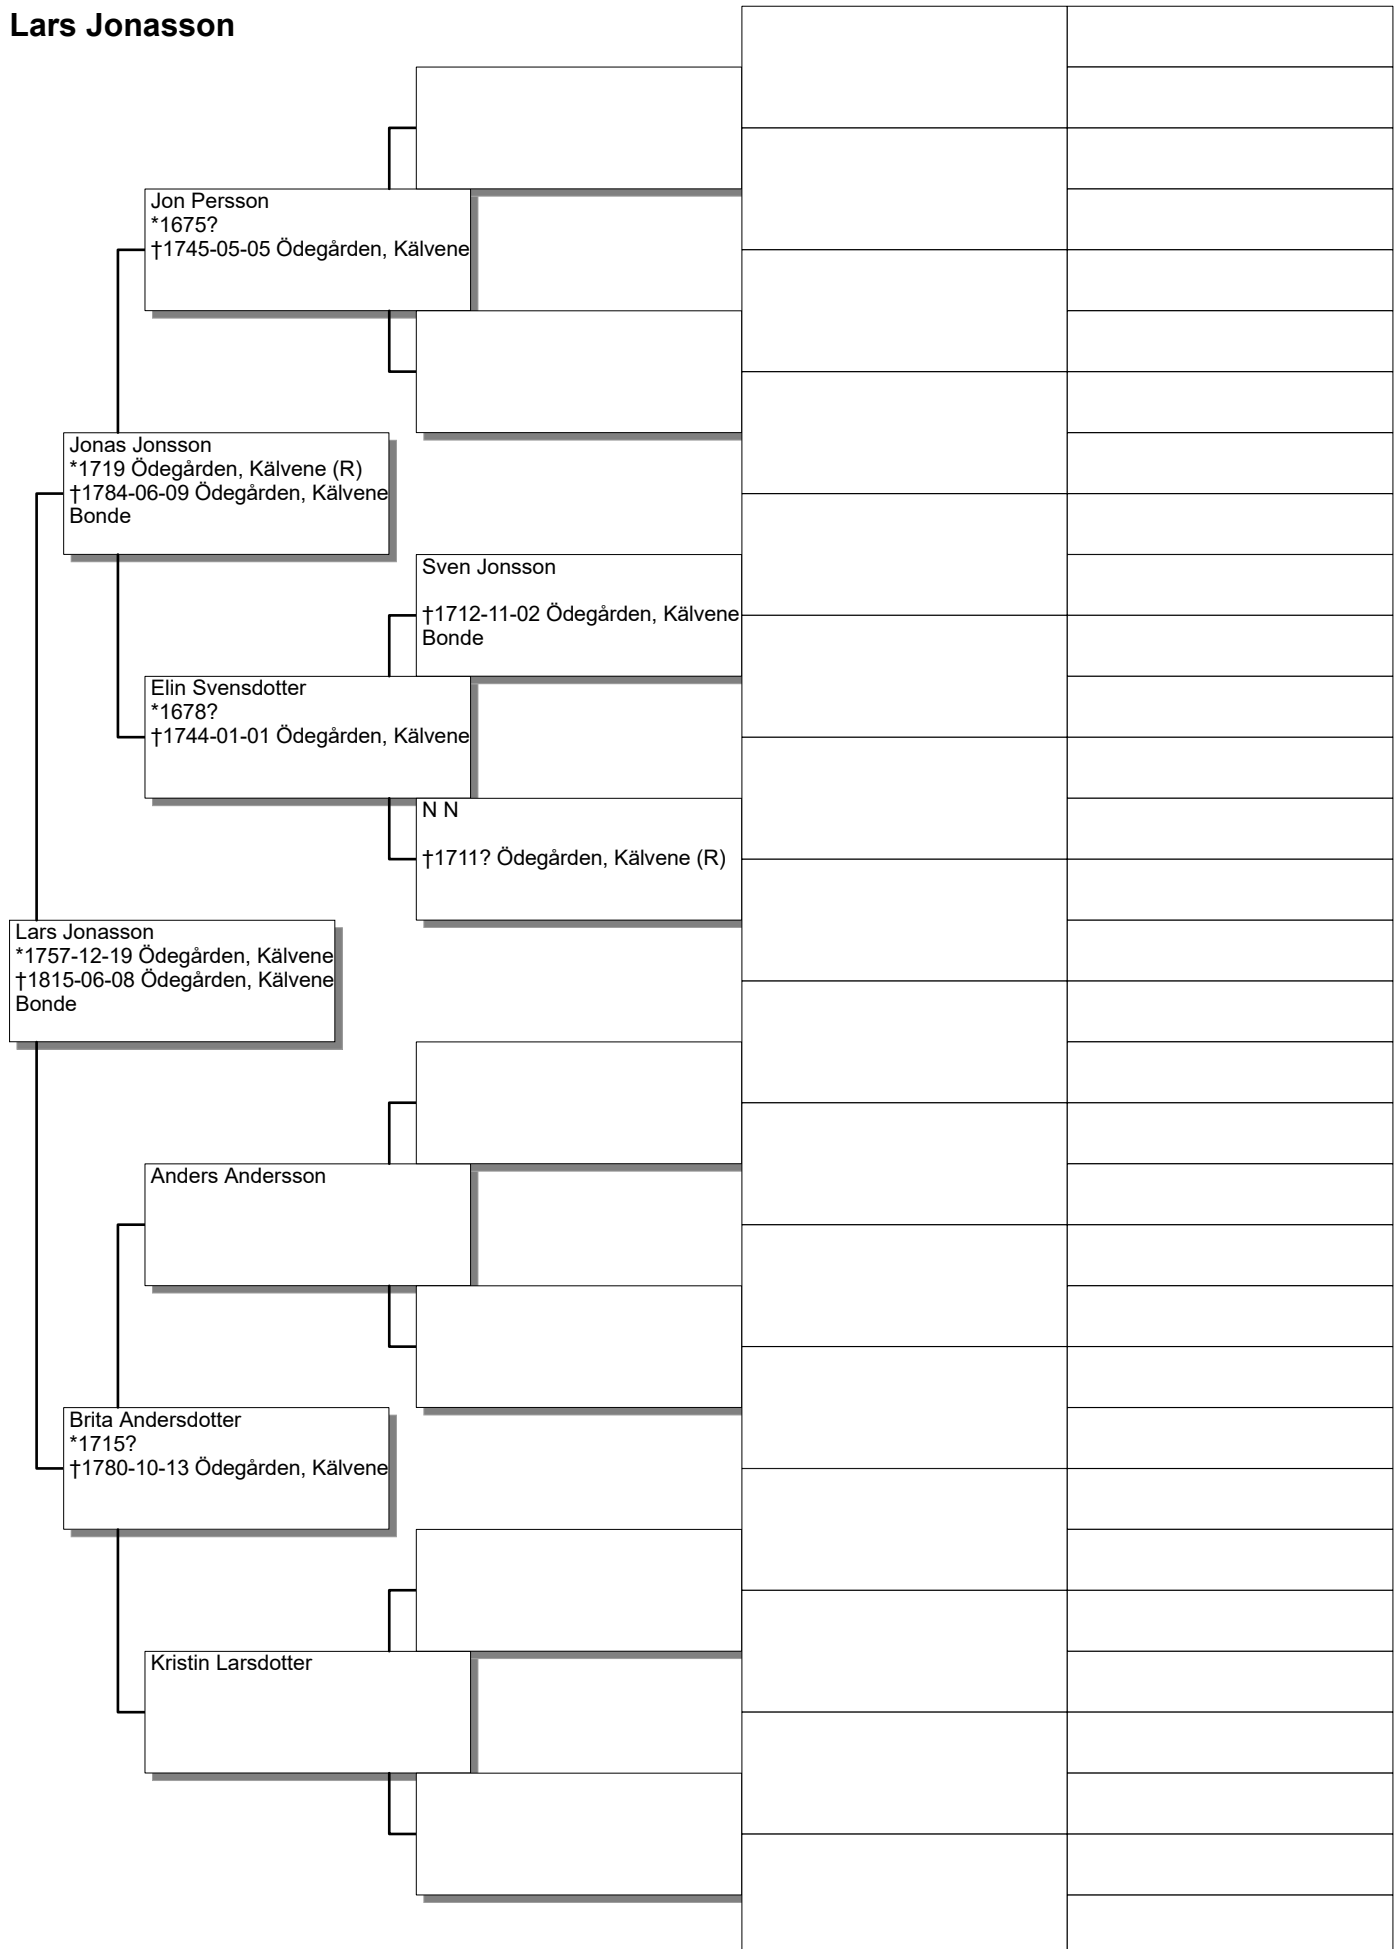 Lars Jonasson
Jon Persson
*1675?
†1745-05-05 Ödegården, Kälvene
Jonas Jonsson
*1719 Ödegården, Kälvene (R)
†1784-06-09 Ödegården, Kälvene
Bonde
Sven Jonsson
†1712-11-02 Ödegården, Kälvene
Bonde
Elin Svensdotter
*1678?
†1744-01-01 Ödegården, Kälvene
N N
†1711? Ödegården, Kälvene (R)
Lars Jonasson
*1757-12-19 Ödegården, Kälvene
†1815-06-08 Ödegården, Kälvene
Bonde
Anders Andersson
Brita Andersdotter
*1715?
†1780-10-13 Ödegården, Kälvene
Kristin Larsdotter